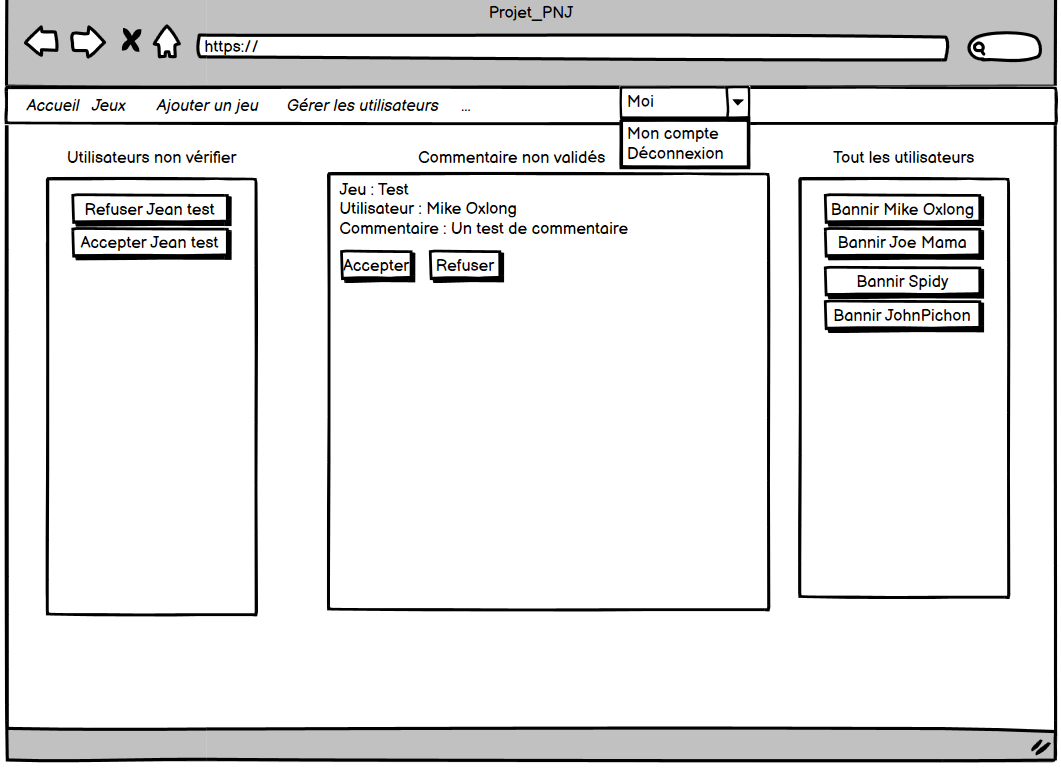 Projet_PNJ
https://
Accueil Jeux Ajouter un jeu Gérer les utilisateurs ... Moi
Mon compte
Déconnexion
Utilisateurs non vérifier
Refuser Jean test
Accepter Jean test
Commentaire non validés
Jeu : Test
Utilisateur : Mike Oxlong
Commentaire : Un test de commentaire
Accepter Refuser
Tout les utilisateurs
Bannir Mike Oxlong
Bannir Joe Mama
Bannir Spidy
Bannir JohnPichon